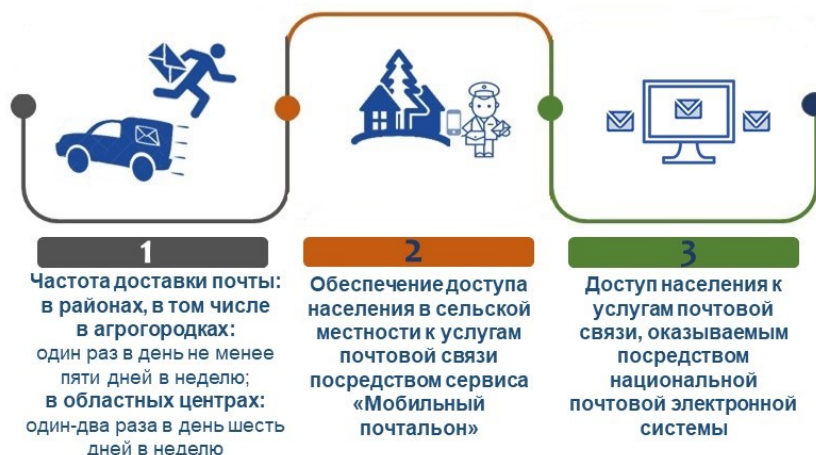 1
Частота доставки почты:
в районах, в том числе
в агрогородках:
один раз в день не менее
пяти дней в неделю;
в областных центрах:
один-два раза в день шесть
дней в неделю
2
Обеспечение доступа
населения в сельской
местности к услугам
почтовой связи
посредством сервиса
«Мобильный
почтальон»
3
Доступ населения к
услугам почтовой
связи, оказываемым
посредством
национальной
почтовой электронной
системы